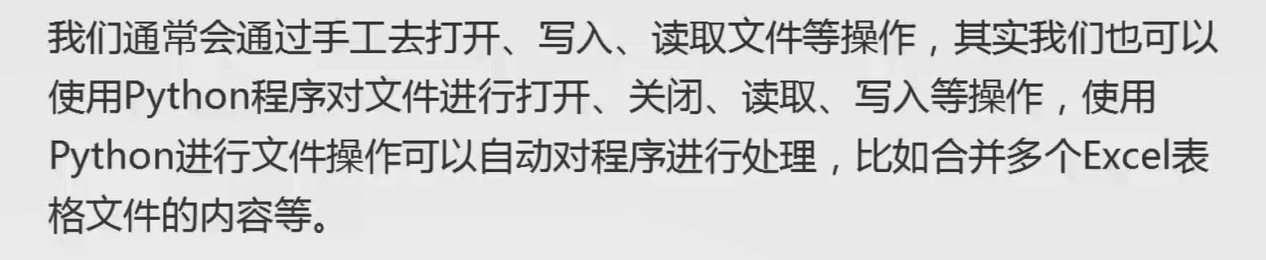 我们通常会通过手工去打开、写入、读取文件等操作，其实我们也可以
使用Python程序对文件进行打开、关闭、读取、写入等操作，使用
Python进行文件操作可以自动对程序进行处理，比如合并多个Excel表
格文件的内容等。